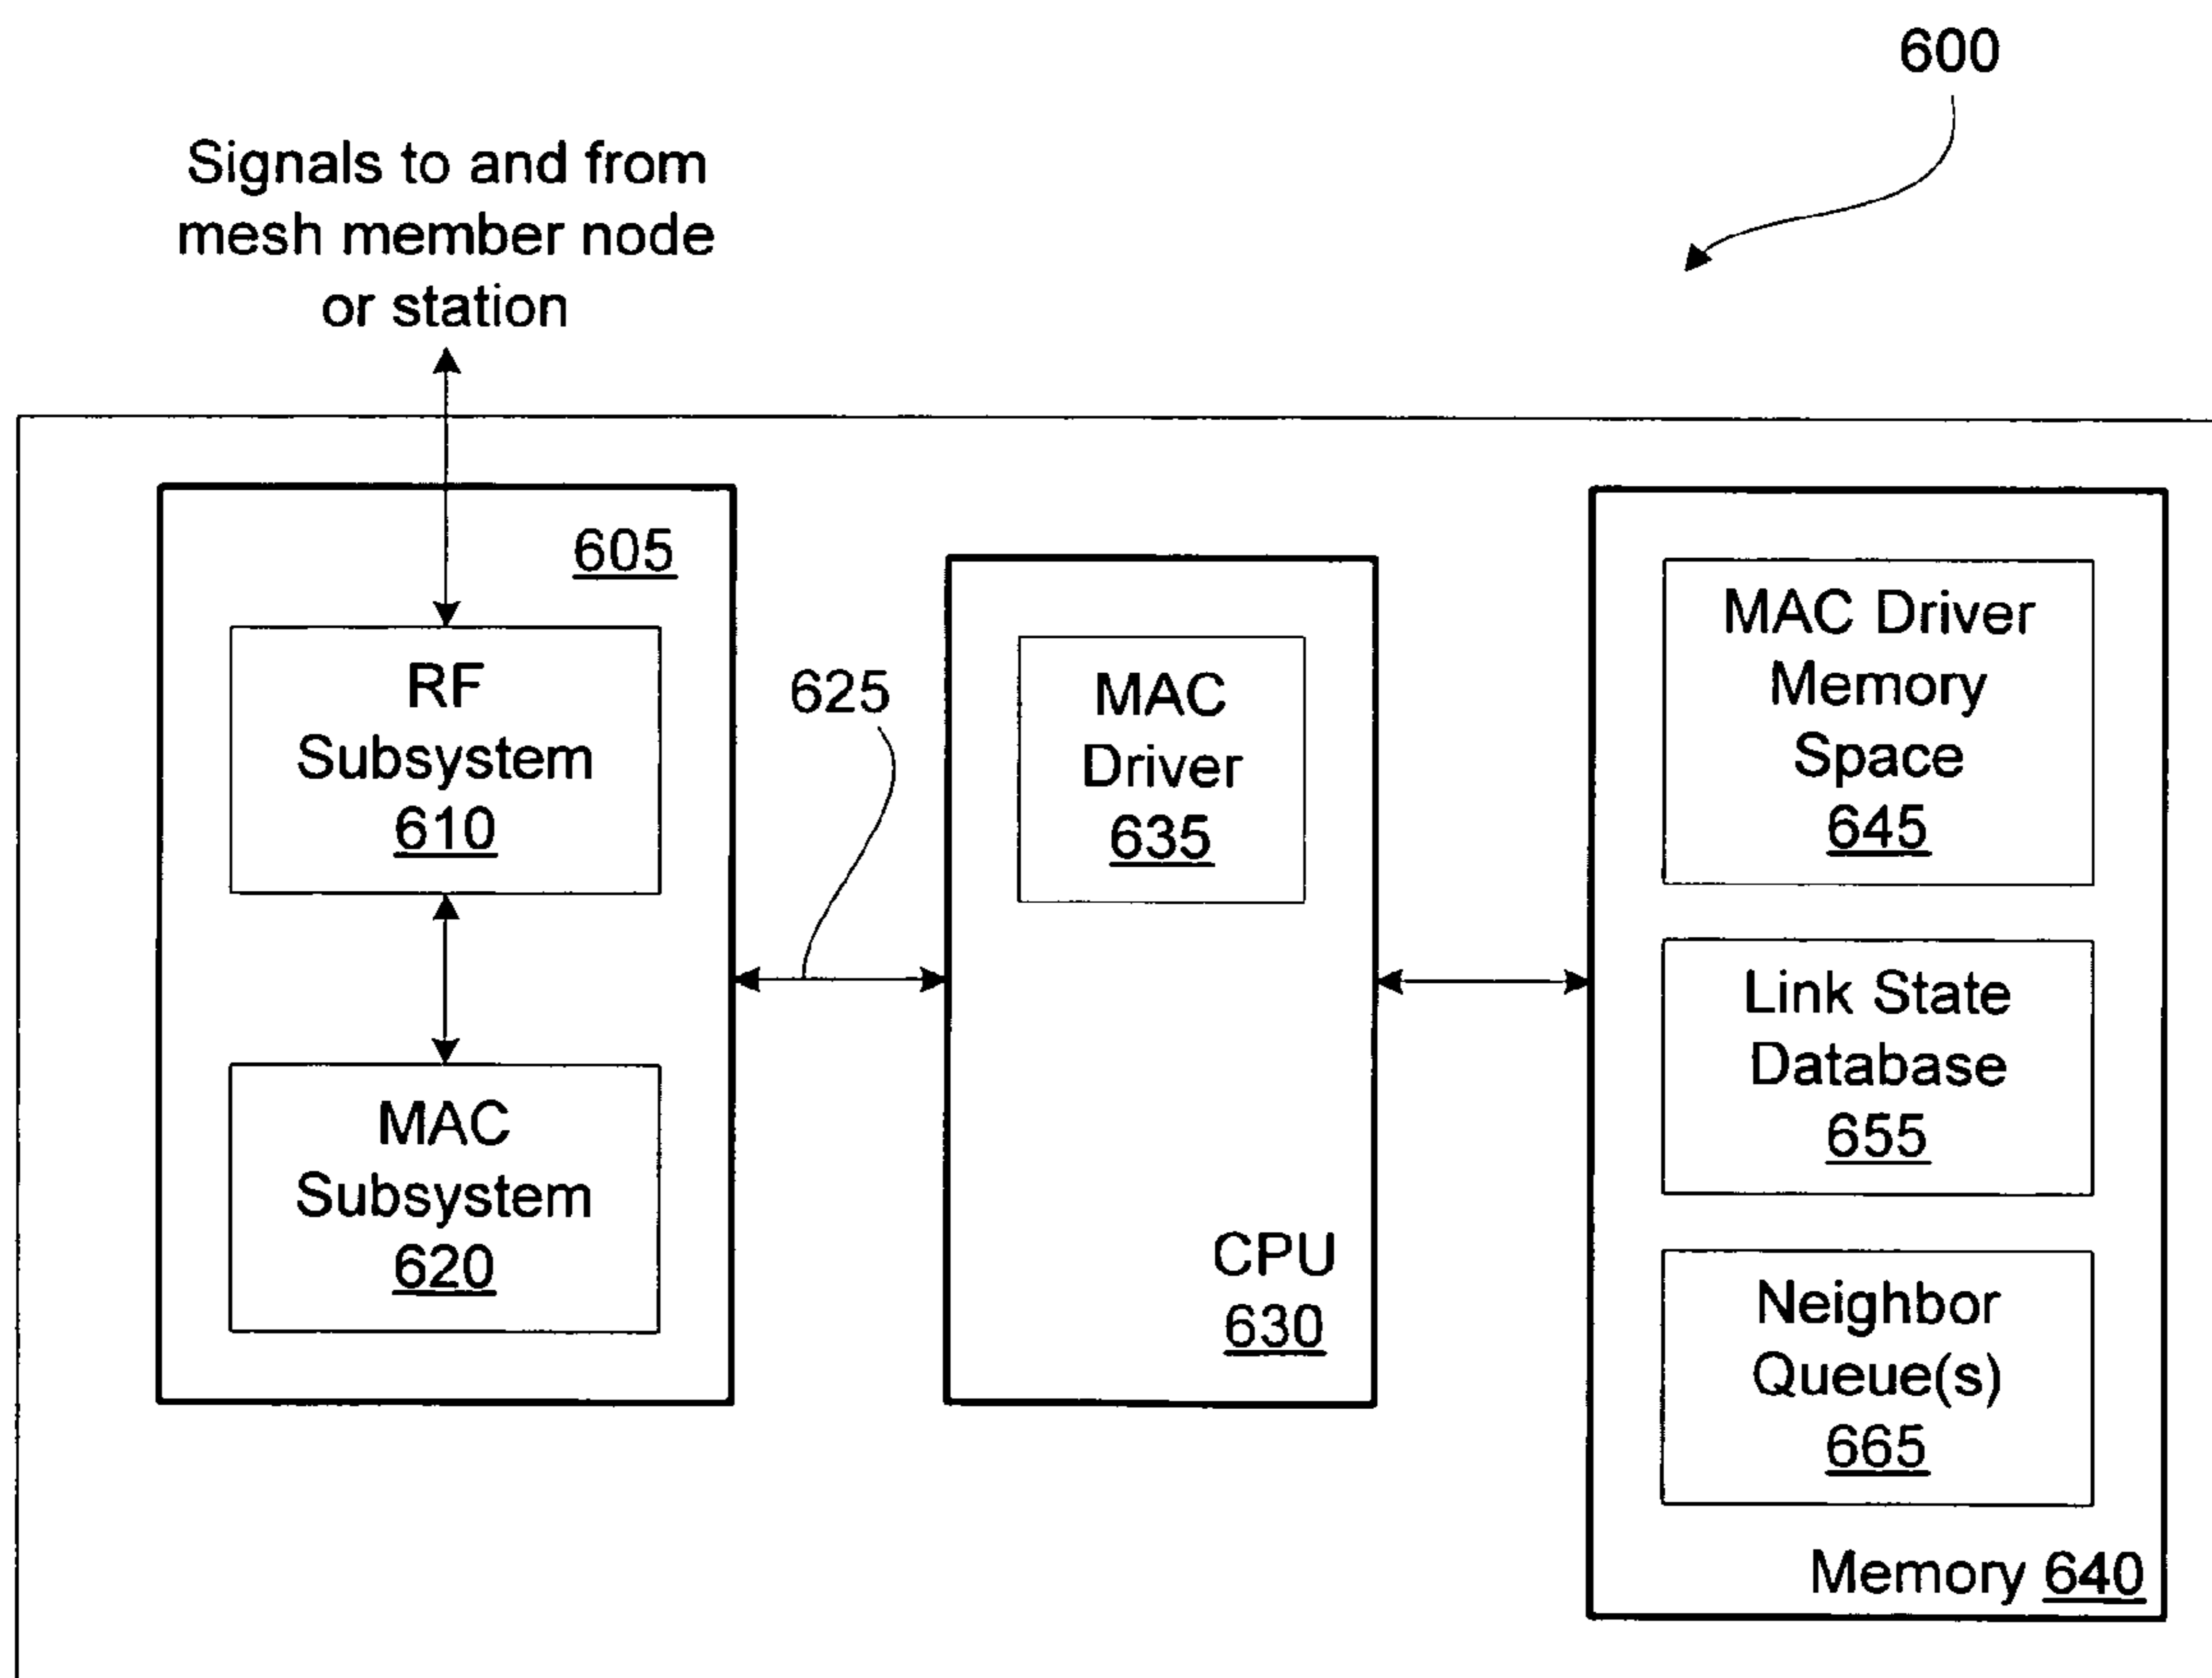 600
Signals to and from
mesh member node
or station
605
RF
Subsystem
610
MAC
Subsystem
620
625
MAC
Driver
635
CPU
630
MAC Driver
Memory
Space
645
Link State
Database
655
Neighbor
Queue(s)
665
Memory 640